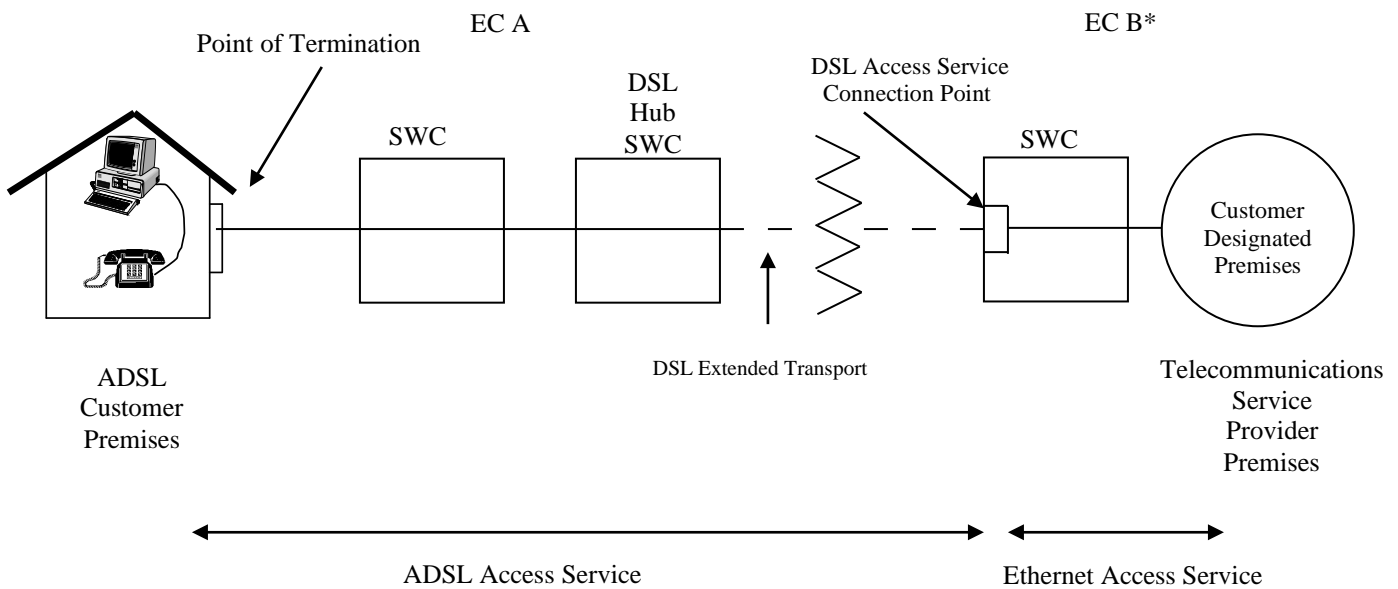 EC A
EC B*
Point of Termination
DSL Access Service
Connection Point
DSL
Hub
SWC
SWC
SWC
Customer
Designated
Premises
DSL Extended Transport
ADSL
Customer
Premises
Telecommunications
Service
Provider
Premises
ADSL Access Service
Ethernet Access Service